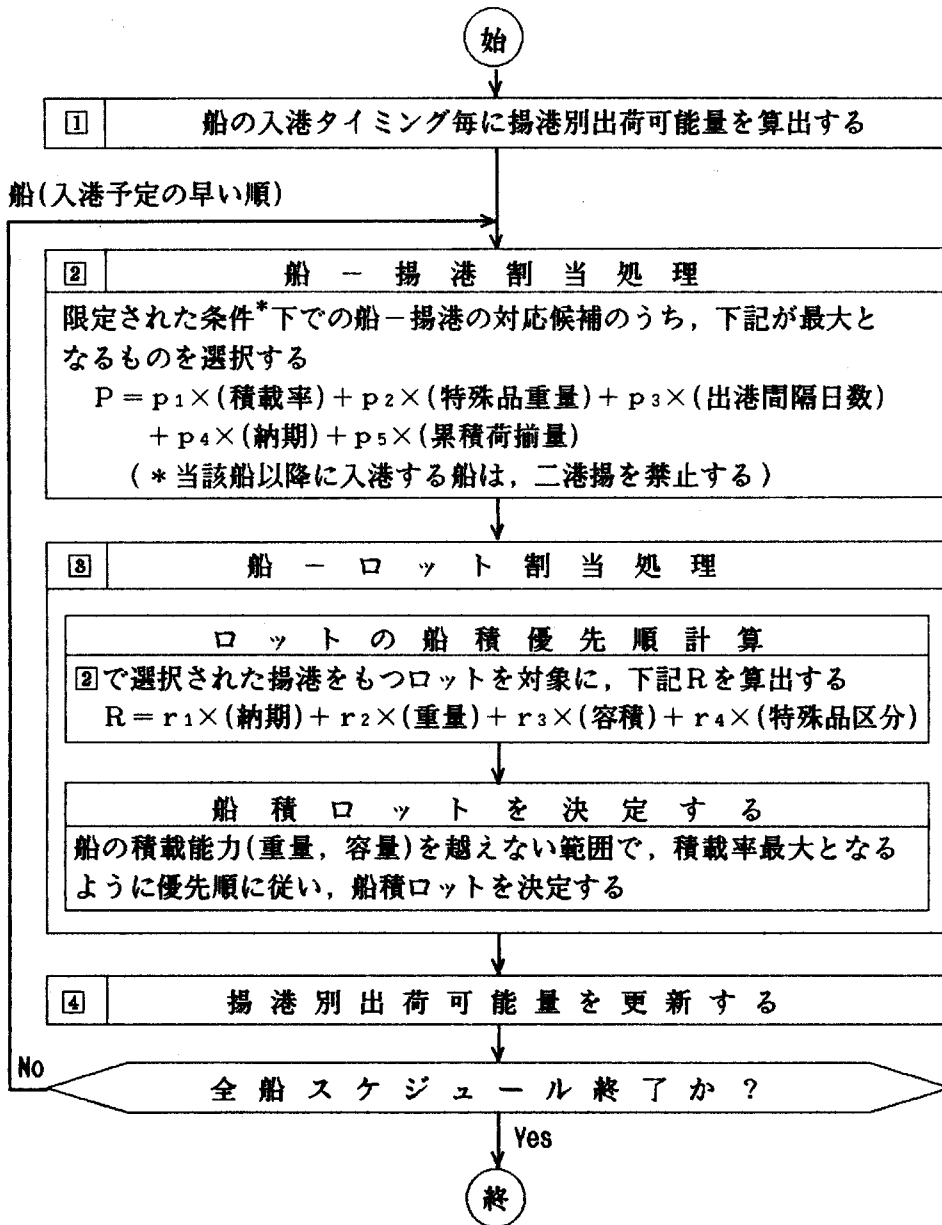 始
1 船の入港タイミング毎に揚港別出荷可能量を算出する
船(入港予定の早い順)
2 船－揚港割当処理
限定された条件*下での船－揚港の対応候補のうち，下記が最大と
なるものを選択する
P＝p1×(積載率)＋p2×(特殊品重量)＋p3×(出港間隔日数)
＋p4×(納期)＋p5×(果積荷揃量)
(＊当該船以降に入港する船は，二港揚を禁止する)
3 船－ロット割当処理
ロットの船積優先順計算
2で選択された揚港をもつロットを対象に，下記Rを算出する
R＝r1×(納期)＋r2×(重量)＋r3×(容積)＋r4×(特殊品区分)
船積ロットを決定する
船の積載能力(重量，容量)を越えない範囲で，積載率最大となる
ように優先順に従い，船積ロットを決定する
4 揚港別出荷可能量を更新する
No
全船スケジュール終了か？
Yes
終